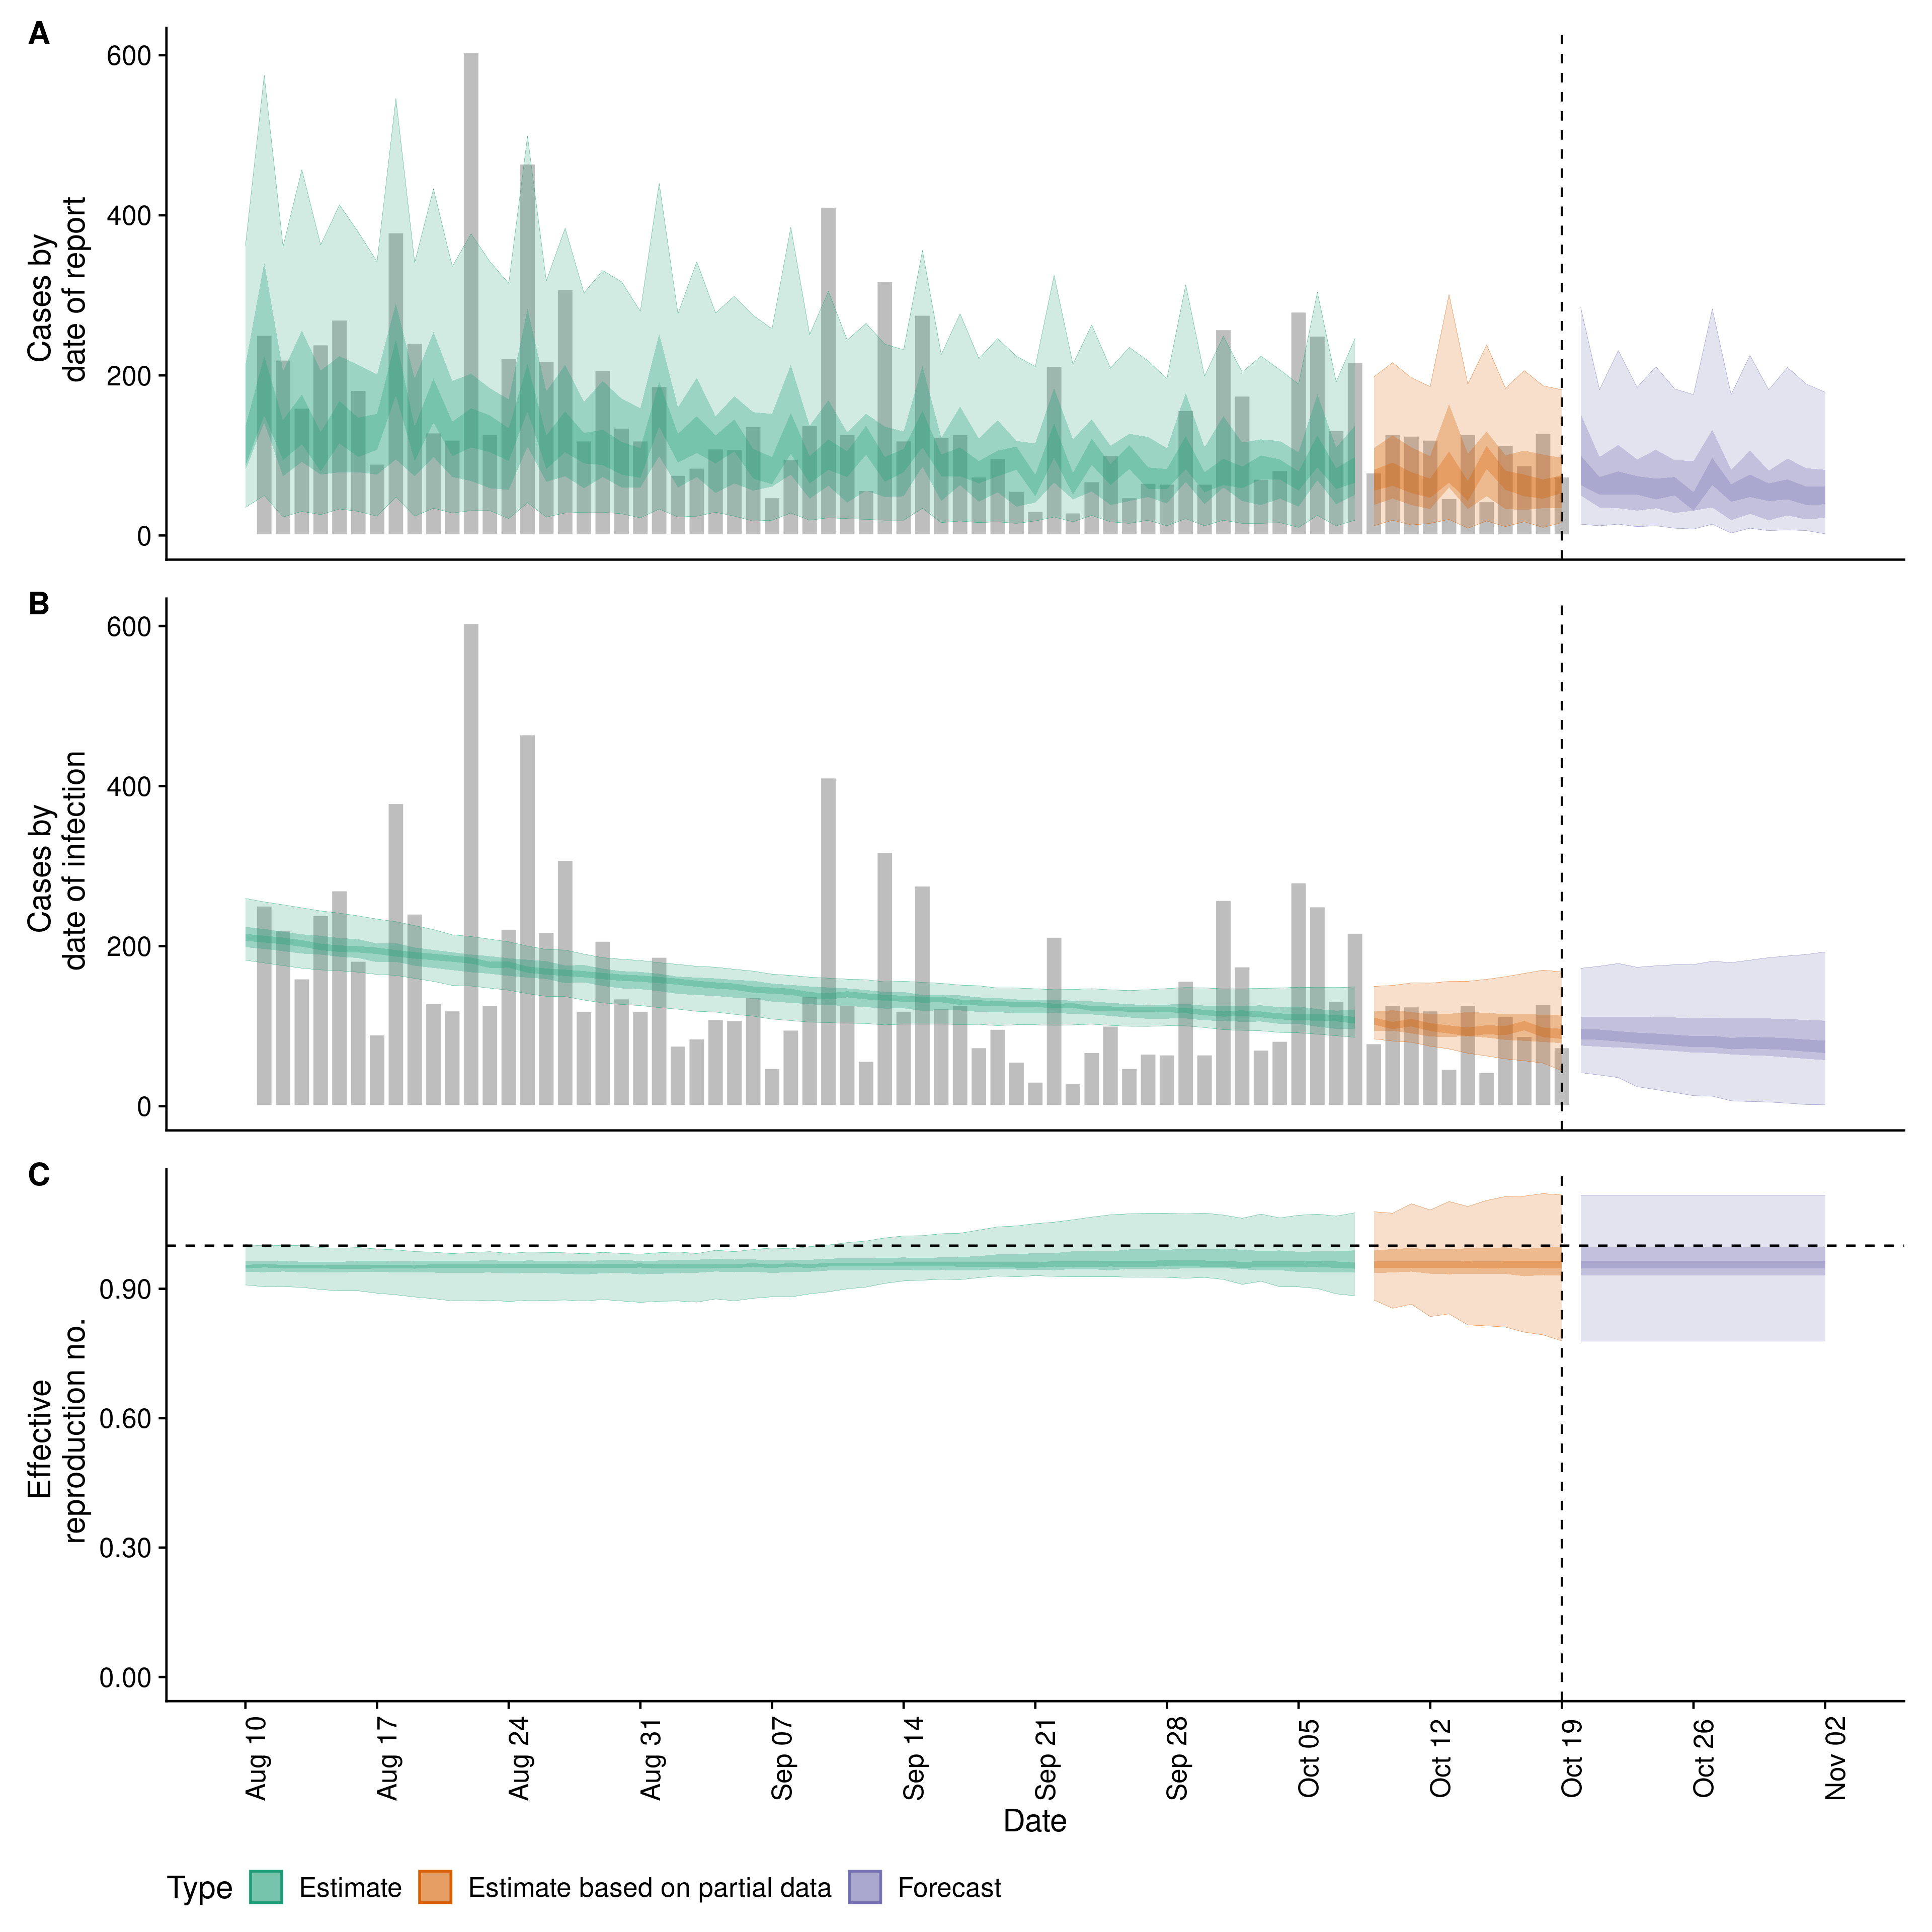 A
Cases by
date of report
600
400
200
0
B
Cases by
date of infection
600
400
200
0
C
Effective
reproduction no.
0.90
0.60
0.30
0.00
Aug 10
Aug 17
Aug 24
Aug 31
Sep 07
Sep 14
Sep 21
Sep 28
Oct 05
Oct 12
Oct 19
Oct 26
Nov 02
Date
Type Estimate Estimate based on partial data Forecast